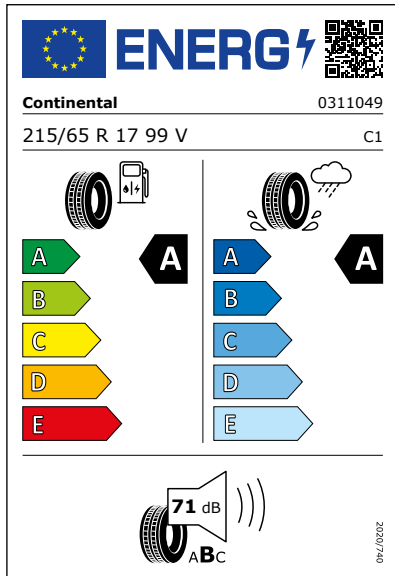 ENERG
Continental 0311049
215/65 R 17 99 V C1
A A A A
B B
C C
D D
E E
71 dB
ABC
2020/740